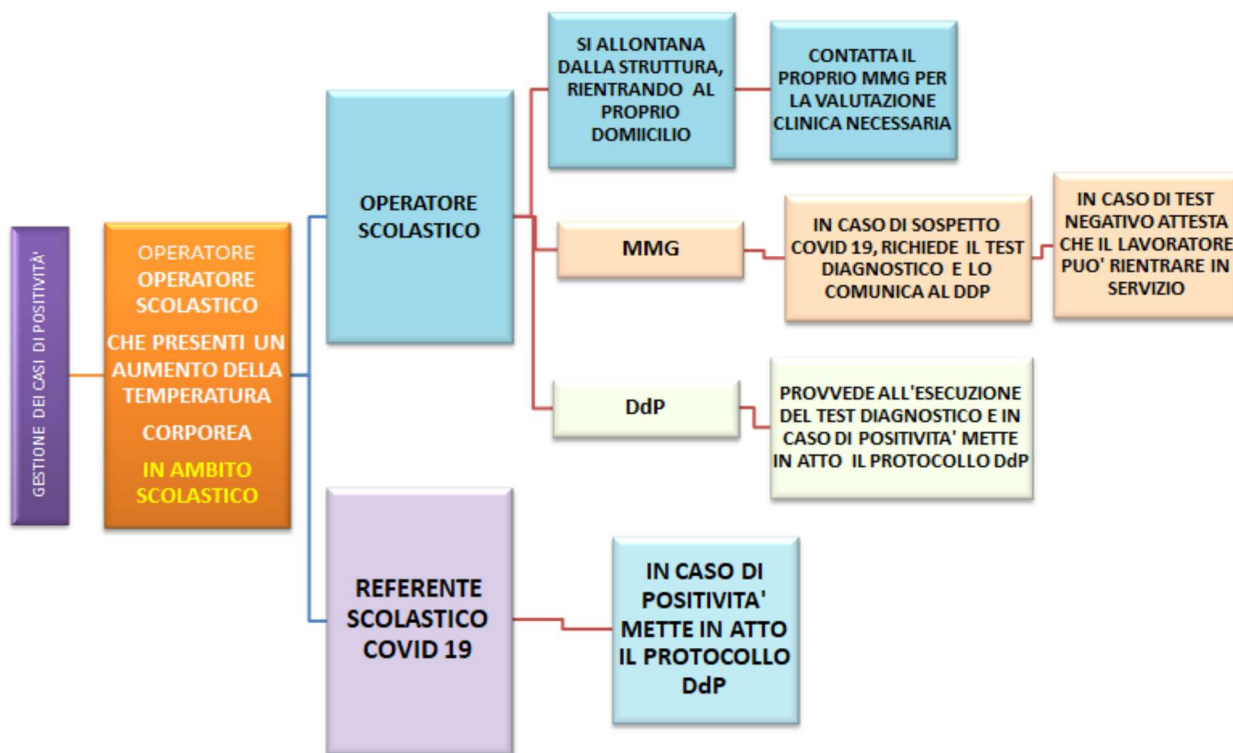 GESTIONE DEI CASI DI POSITIVITÀ'
OPERATORE
OPERATORE
SCOLASTICO
CHE PRESENTI UN
AUMENTO DELLA
TEMPERATURA
CORPOREA
IN AMBITO
SCOLASTICO
OPERATORE
SCOLASTICO
SI ALLONTANA
DALLA STRUTTURA,
RIENTRANDO AL
PROPRIO
DOMIICILIO
CONTATTA IL
PROPRIO MMG PER
LA VALUTAZIONE
CLINICA NECESSARIA
MMG
IN CASO DI SOSPETTO
COVID 19, RICHIEDE IL TEST
DIAGNOSTICO E LO
COMUNICA AL DDP
IN CASO DI TEST
NEGATIVO ATTESTA
CHE IL LAVORATORE
PUO' RIENTRARE IN
SERVIZIO
DdP
PROVVEDE ALL'ESECUZIONE
DEL TEST DIAGNOSTICO E IN
CASO DI POSITIVITA' METTE
IN ATTO IL PROTOCOLLO DdP
REFERENTE
SCOLASTICO
COVID 19
IN CASO DI
POSITIVITA'
METTE IN ATTO
IL PROTOCOLLO
DdP